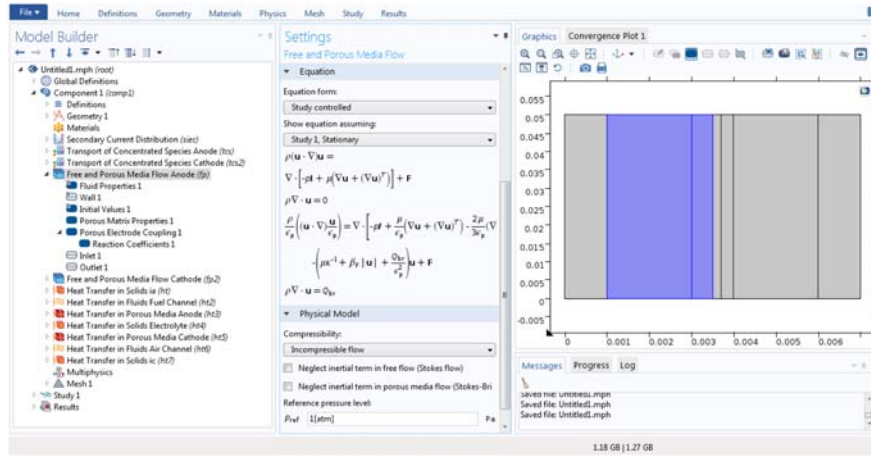 File Home Definitions Geometry Materials Physics Mesh Study Results
Model Builder
Untitled1.mph (root)
Global Definitions
Component 1 (comp1)
Definitions
Geometry 1
Materials
Secondary Current Distribution (siec)
Transport of Concentrated Species Anode (tcs)
Transport of Concentrated Species Cathode (tcs2)
Free and Porous Media Flow Anode (fp)
Fluid Properties 1
Wall 1
Initial Values 1
Porous Matrix Properties 1
Porous Electrode Coupling 1
Reaction Coefficients 1
Inlet 1
Outlet 1
Free and Porous Media Flow Cathode (fp2)
Heat Transfer in Solids ia (ht)
Heat Transfer in Fluids Fuel Channel (ht2)
Heat Transfer in Porous Media Anode (ht3)
Heat Transfer in Solids Electrolyte (ht4)
Heat Transfer in Porous Media Cathode (ht5)
Heat Transfer in Fluids Air Channel (ht6)
Heat Transfer in Solids ic (ht7)
Multiphysics
Mesh 1
Study 1
Results
Settings
Free and Porous Media Flow
Equation
Equation form:
Study controlled
Show equation assuming:
Study 1, Stationary
ρ(u · ∇)u =
∇ · [-pI + μ(∇u + (∇u)ᵀ)] + F
ρ∇ · u = 0
ρ/ϵp ((u · ∇) u/ϵp) = ∇ · [-pI + μ/ϵp (∇u + (∇u)ᵀ) - 2μ/3ϵp (∇
-(μκ⁻¹ + βF |u| + Qbr/ϵp²)u + F
ρ∇ · u = Qbr
Physical Model
Compressibility:
Incompressible flow
Neglect inertial term in free flow (Stokes flow)
Neglect inertial term in porous media flow (Stokes-Bri
Reference pressure level:
pref 1[atm] Pa
Graphics Convergence Plot 1
0.055
0.05
0.045
0.04
0.035
0.03
0.025
0.02
0.015
0.01
0.005
0
-0.005
0 0.001 0.002 0.003 0.004 0.005 0.006
Messages Progress Log
Saved file: Untitled1.mph
Saved file: Untitled1.mph
Saved file: Untitled1.mph
1.18 GB | 1.27 GB